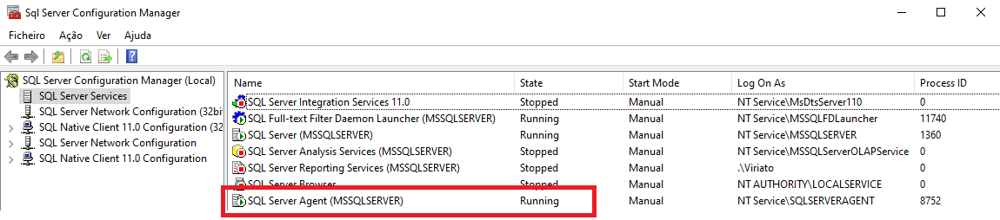 Sql Server Configuration Manager
Ficheiro Ação Ver Ajuda
SQL Server Configuration Manager (Local)
SQL Server Services
SQL Server Network Configuration (32bi
SQL Native Client 11.0 Configuration (32
SQL Server Network Configuration
SQL Native Client 11.0 Configuration
Name State Start Mode Log On As Process ID
SQL Server Integration Services 11.0 Stopped Manual NT Service\MsDtsServer110 0
SQL Full-text Filter Daemon Launcher (MSSQLSERVER) Running Manual NT Service\MSSQLFDLauncher 11740
SQL Server (MSSQLSERVER) Running Manual NT Service\MSSQLSERVER 1360
SQL Server Analysis Services (MSSQLSERVER) Stopped Manual NT Service\MSSQLServerOLAPService 0
SQL Server Reporting Services (MSSQLSERVER) Stopped Manual .\Viriato 0
SQL Server Browser Stopped Manual NT AUTHORITY\LOCALSERVICE 0
SQL Server Agent (MSSQLSERVER) Running Manual NT Service\SQLSERVERAGENT 8752